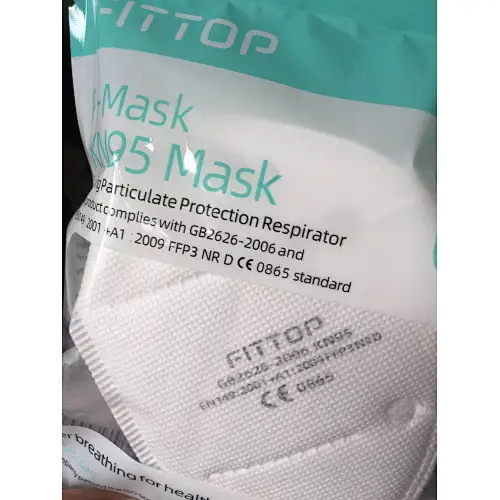 FITTOP
-Mask
KN95 Mask
Particulate Protection Respirator
complies with GB2626-2006 and
2001 +A1 : 2009 FFP3 NR D CE 0865 standard
FITTOP
GB2626-2006 KN95
EN149:2001+A1:2009 FFP3 NR D
CE 0865
breathing for health